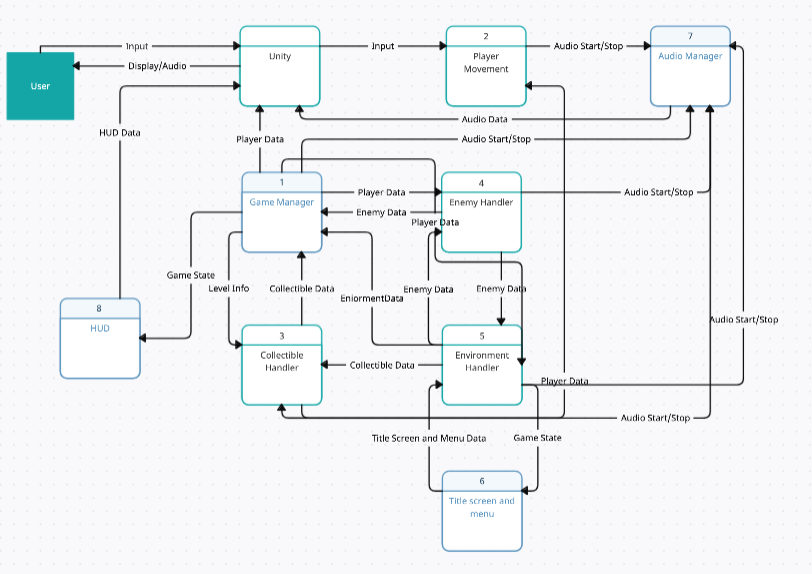 2
7
Input
Input
Audio Start/Stop
Unity
Player
Movement
Audio Manager
Display/Audio
User
Audio Data
HUD Data
Player Data
Audio Start/Stop
1
4
Player Data
Audio Start/Stop
Game Manager
Enemy Handler
Enemy Data
Player Data
Game State
Level Info
Collectible Data
EniormentData
Enemy Data
Enemy Data
8
HUD
Audio Start/Stop
3
5
Collectible
Handler
Environment
Handler
Collectible Data
Player Data
Audio Start/Stop
Title Screen and Menu Data
Game State
6
Title screen and
menu